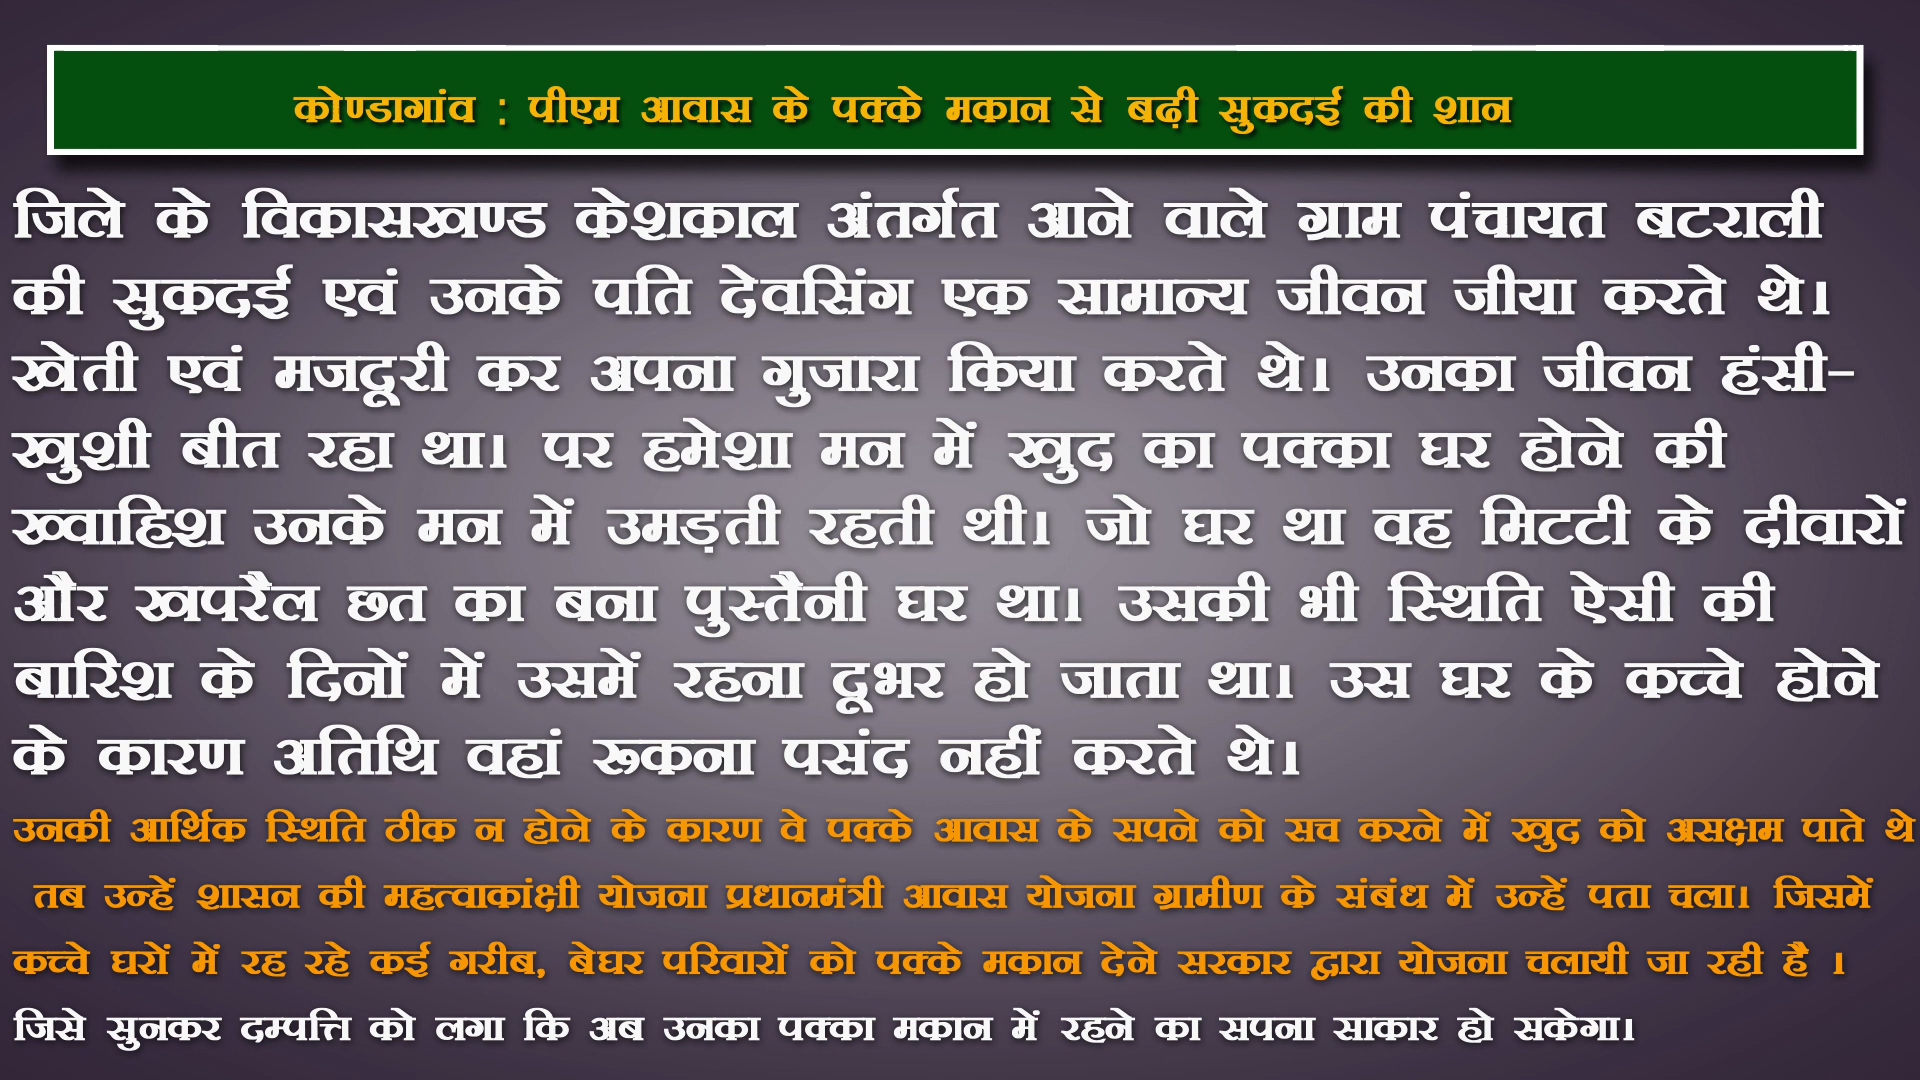 कोण्डागांव : पीएम आवास के पक्के मकान से बढ़ी सुकदई की शान
जिले के विकासखण्ड केशकाल अंतर्गत आने वाले ग्राम पंचायत बटराली
की सुकदई एवं उनके पति देवसिंग एक सामान्य जीवन जीया करते थे।
खेती एवं मजदूरी कर अपना गुजारा किया करते थे। उनका जीवन हंसी-
खुशी बीत रहा था। पर हमेशा मन में खुद का पक्का घर होने की
ख्वाहिश उनके मन में उमड़ती रहती थी। जो घर था वह मिटटी के दीवारों
और खपरैल छत का बना पुस्तैनी घर था। उसकी भी स्थिति ऐसी की
बारिश के दिनों में उसमें रहना दूभर हो जाता था। उस घर के कच्चे होने
के कारण अतिथि वहां रुकना पसंद नहीं करते थे।
उनकी आर्थिक स्थिति ठीक न होने के कारण वे पक्के आवास के सपने को सच करने में खुद को असक्षम पाते थे
तब उन्हें शासन की महत्वाकांक्षी योजना प्रधानमंत्री आवास योजना ग्रामीण के संबंध में उन्हें पता चला। जिसमें
कच्चे घरों में रह रहे कई गरीब, बेघर परिवारों को पक्के मकान देने सरकार द्वारा योजना चलायी जा रही है ।
जिसे सुनकर दम्पत्ति को लगा कि अब उनका पक्का मकान में रहने का सपना साकार हो सकेगा।